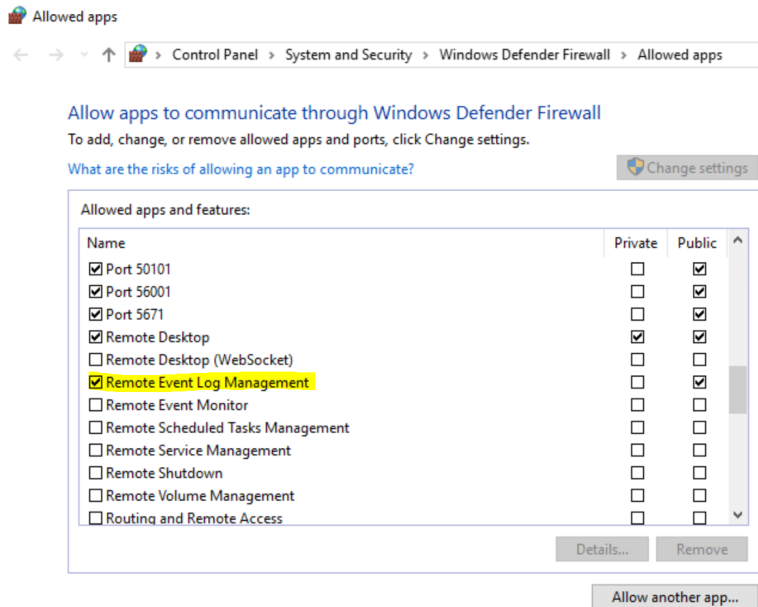 Allowed apps
Control Panel > System and Security > Windows Defender Firewall > Allowed apps
Allow apps to communicate through Windows Defender Firewall
To add, change, or remove allowed apps and ports, click Change settings.
What are the risks of allowing an app to communicate?
Change settings
Allowed apps and features:
Name Private Public
Port 50101
Port 56001
Port 5671
Remote Desktop
Remote Desktop (WebSocket)
Remote Event Log Management
Remote Event Monitor
Remote Scheduled Tasks Management
Remote Service Management
Remote Shutdown
Remote Volume Management
Routing and Remote Access
Details... Remove
Allow another app...